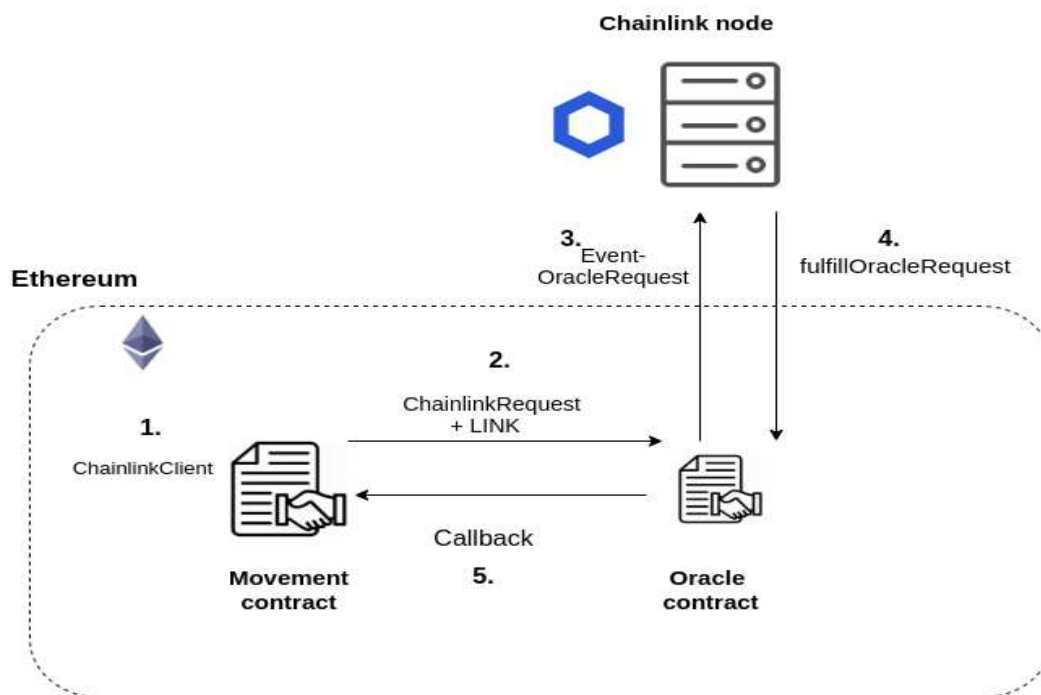 Chainlink node
3.
Event-
OracleRequest
4.
fulfillOracleRequest
Ethereum
2.
ChainlinkRequest
+ LINK
1.
ChainlinkClient
Callback
5.
Movement
contract
Oracle
contract